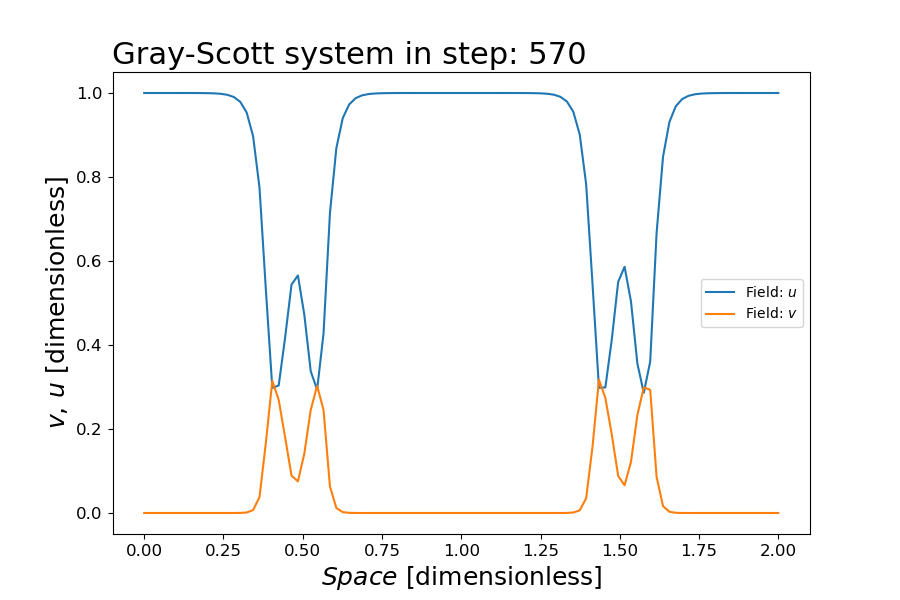 Gray-Scott system in step: 570
1.0
0.8
0.6
0.4
0.2
0.0
v, u [dimensionless]
Field: u
Field: v
0.00 0.25 0.50 0.75 1.00 1.25 1.50 1.75 2.00
Space [dimensionless]